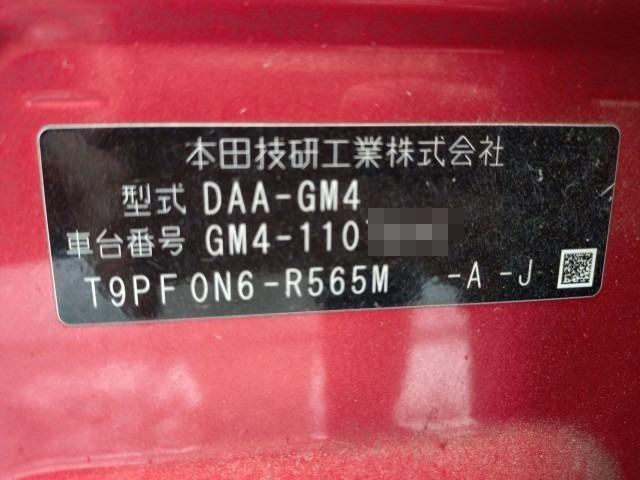 本田技研工業株式会社
型式 DAA-GM4
車台番号 GM4-110
T9PF0N6-R565M -A -J